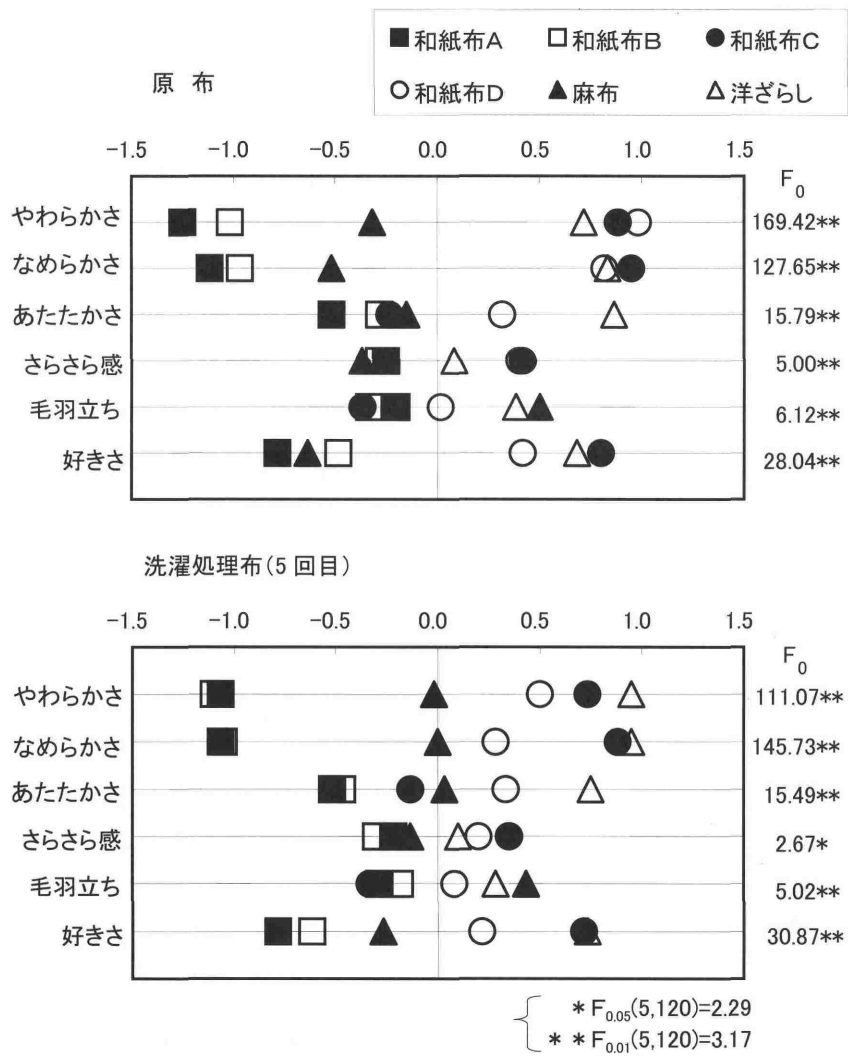 ■和紙布A □和紙布B ●和紙布C
○和紙布D ▲麻布 △洋ざらし
原 布
-1.5 -1.0 -0.5 0.0 0.5 1.0 1.5
F₀
やわらかさ 169.42**
なめらかさ 127.65**
あたたかさ 15.79**
さらさら感 5.00**
毛羽立ち 6.12**
好きさ 28.04**
洗濯処理布(5回目)
-1.5 -1.0 -0.5 0.0 0.5 1.0 1.5
F₀
やわらかさ 111.07**
なめらかさ 145.73**
あたたかさ 15.49**
さらさら感 2.67*
毛羽立ち 5.02**
好きさ 30.87**
* F₀.₀₅(5,120)=2.29
* * F₀.₀₁(5,120)=3.17